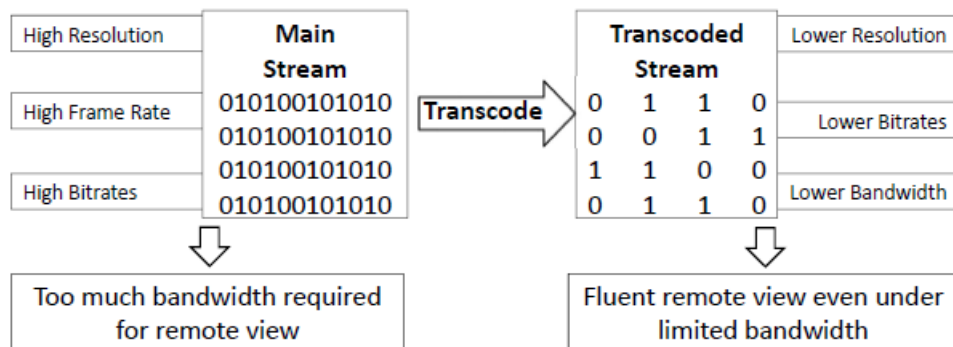 High Resolution
High Frame Rate
High Bitrates
Main
Stream
010100101010
010100101010
010100101010
010100101010
Transcode
Transcoded
Stream
0 1 1 0
0 0 1 1
1 1 0 0
0 1 1 0
Lower Resolution
Lower Bitrates
Lower Bandwidth
Too much bandwidth required
for remote view
Fluent remote view even under
limited bandwidth